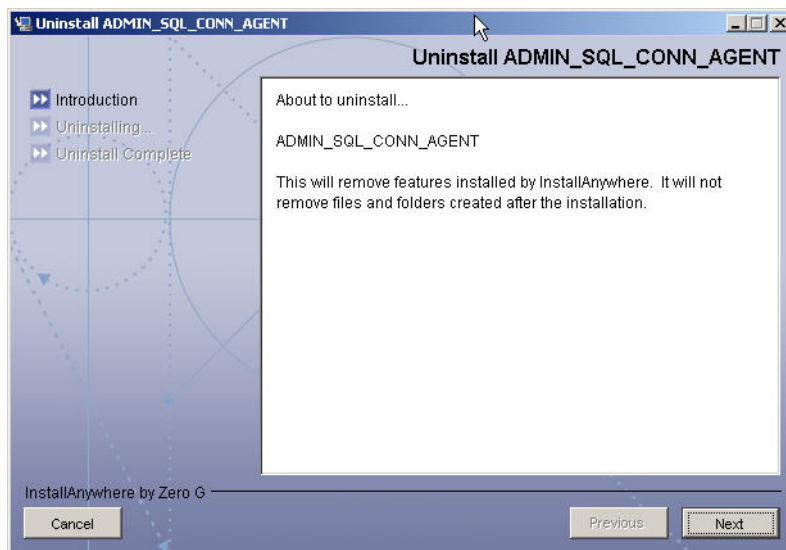 Uninstall ADMIN_SQL_CONN_AGENT
Uninstall ADMIN_SQL_CONN_AGENT
Introduction
Uninstalling...
Uninstall Complete
About to uninstall...
ADMIN_SQL_CONN_AGENT
This will remove features installed by InstallAnywhere. It will not
remove files and folders created after the installation.
InstallAnywhere by Zero G
Cancel
Previous
Next